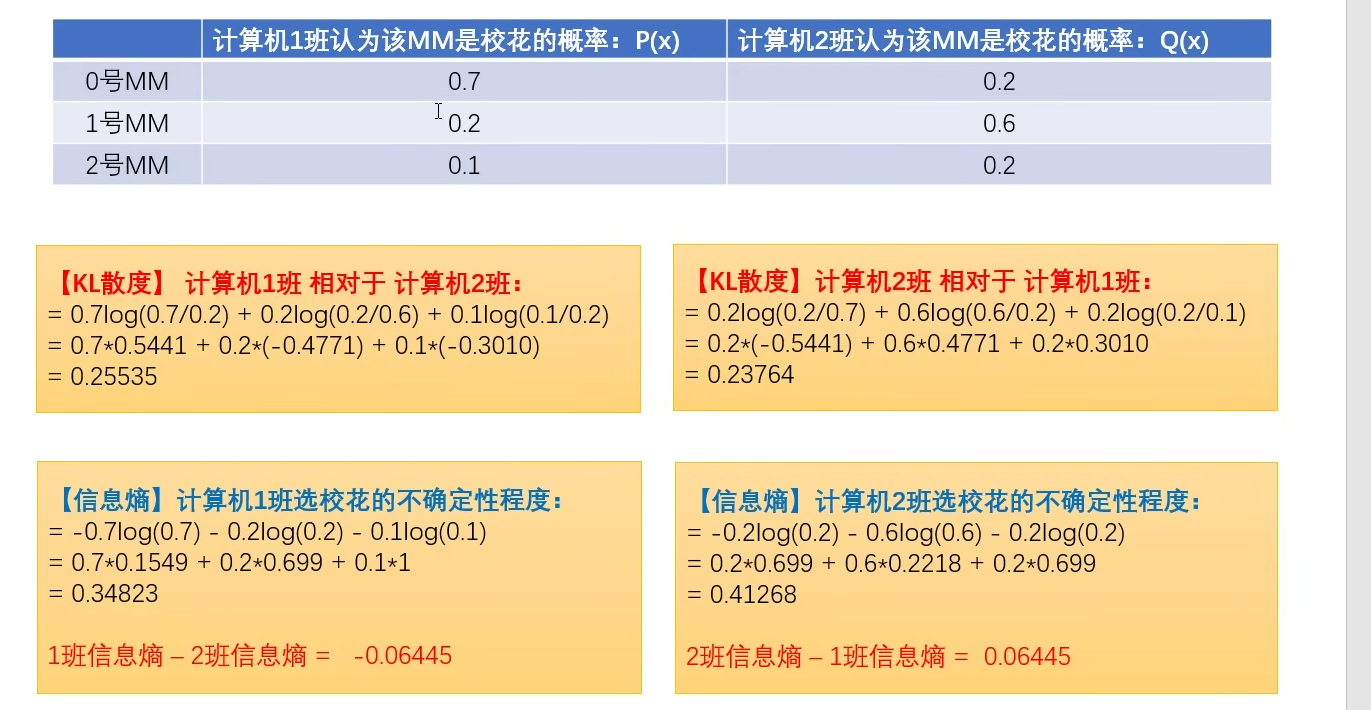 计算机1班认为该MM是校花的概率：P(x) 计算机2班认为该MM是校花的概率：Q(x)
0号MM 0.7 0.2
1号MM 0.2 0.6
2号MM 0.1 0.2
【KL散度】 计算机1班 相对于 计算机2班：
= 0.7log(0.7/0.2) + 0.2log(0.2/0.6) + 0.1log(0.1/0.2)
= 0.7*0.5441 + 0.2*(-0.4771) + 0.1*(-0.3010)
= 0.25535
【KL散度】计算机2班 相对于 计算机1班：
= 0.2log(0.2/0.7) + 0.6log(0.6/0.2) + 0.2log(0.2/0.1)
= 0.2*(-0.5441) + 0.6*0.4771 + 0.2*0.3010
= 0.23764
【信息熵】计算机1班选校花的不确定性程度：
= -0.7log(0.7) - 0.2log(0.2) - 0.1log(0.1)
= 0.7*0.1549 + 0.2*0.699 + 0.1*1
= 0.34823
1班信息熵 – 2班信息熵 = -0.06445
【信息熵】计算机2班选校花的不确定性程度：
= -0.2log(0.2) - 0.6log(0.6) - 0.2log(0.2)
= 0.2*0.699 + 0.6*0.2218 + 0.2*0.699
= 0.41268
2班信息熵 – 1班信息熵 = 0.06445